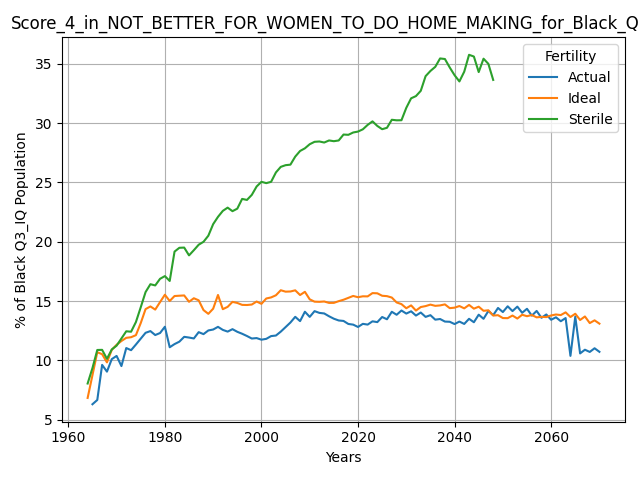 Score_4_in_NOT_BETTER_FOR_WOMEN_TO_DO_HOME_MAKING_for_Black_Q
35
30
25
20
15
10
5
% of Black Q3_IQ Population
Fertility
Actual
Ideal
Sterile
1960 1980 2000 2020 2040 2060
Years